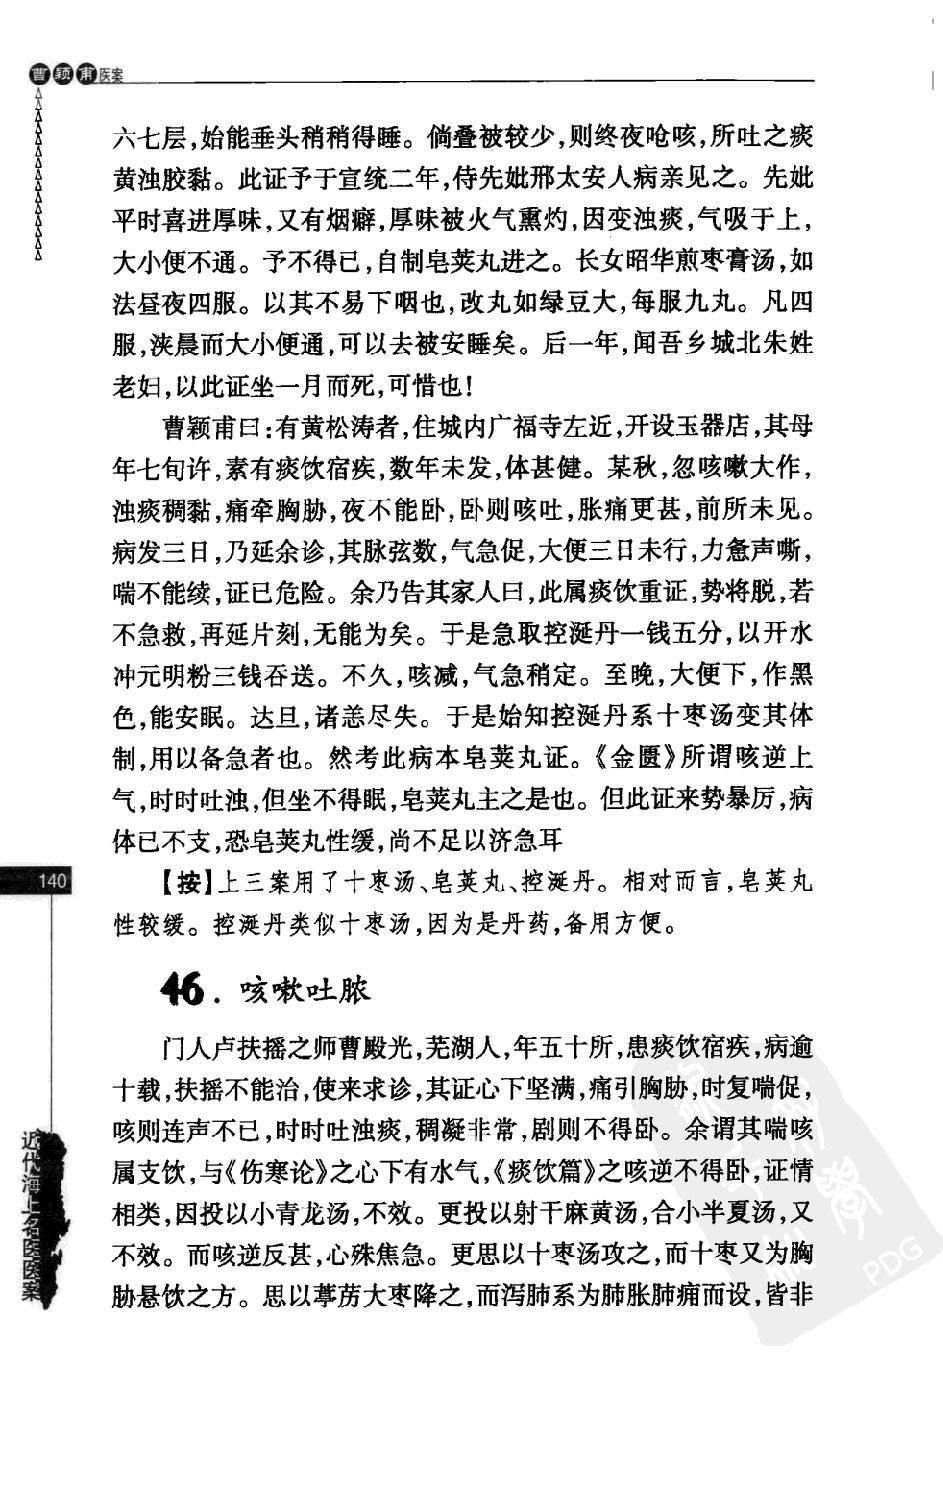 曹颖甫医案
六七层,始能垂头稍稍得睡。倘叠被较少,则终夜呛咳,所吐之痰
黄浊胶黏。此证予于宣统二年,侍先妣邢太安人病亲见之。先妣
平时喜进厚味,又有烟癖,厚味被火气熏灼,因变浊痰,气吸于上,
大小便不通。予不得已,自制皂荚丸进之。长女昭华煎枣膏汤,如
法昼夜四服。以其不易下咽也,改丸如绿豆大,每服九丸。凡四
服,浃晨而大小便通,可以去被安睡矣。后一年,闻吾乡城北朱姓
老妇,以此证坐一月而死,可惜也!
曹颖甫曰:有黄松涛者,住城内广福寺左近,开设玉器店,其母
年七旬许,素有痰饮宿疾,数年未发,体甚健。某秋,忽咳嗽大作,
浊痰稠黏,痛牵胸胁,夜不能卧,卧则咳吐,胀痛更甚,前所未见。
病发三日,乃延余诊,其脉弦数,气急促,大便三日未行,力惫声嘶,
喘不能续,证已危险。余乃告其家人曰,此属痰饮重证,势将脱,若
不急救,再延片刻,无能为矣。于是急取控涎丹一钱五分,以开水
冲元明粉三钱吞送。不久,咳减,气急稍定。至晚,大便下,作黑
色,能安眠。达旦,诸恙尽失。于是始知控涎丹系十枣汤变其体
制,用以备急者也。然考此病本皂荚丸证。《金匮》所谓咳逆上
气,时时吐浊,但坐不得眠,皂荚丸主之是也。但此证来势暴厉,病
体已不支,恐皂荚丸性缓,尚不足以济急耳
【按】上三案用了十枣汤、皂荚丸、控涎丹。相对而言,皂荚丸
性较缓。控涎丹类似十枣汤,因为是丹药,备用方便。
140
46. 咳嗽吐脓
门人卢扶摇之师曹殿光,芜湖人,年五十所,患痰饮宿疾,病逾
十载,扶摇不能治,使来求诊,其证心下坚满,痛引胸胁,时复喘促,
咳则连声不已,时时吐浊痰,稠凝非常,剧则不得卧。余谓其喘咳
属支饮,与《伤寒论》之心下有水气,《痰饮篇》之咳逆不得卧,证情
相类,因投以小青龙汤,不效。更投以射干麻黄汤,合小半夏汤,又
不效。而咳逆反甚,心殊焦急。更思以十枣汤攻之,而十枣又为胸
胁悬饮之方。思以葶苈大枣降之,而泻肺系为肺胀肺痈而设,皆非
近代海上名医医案
PDG